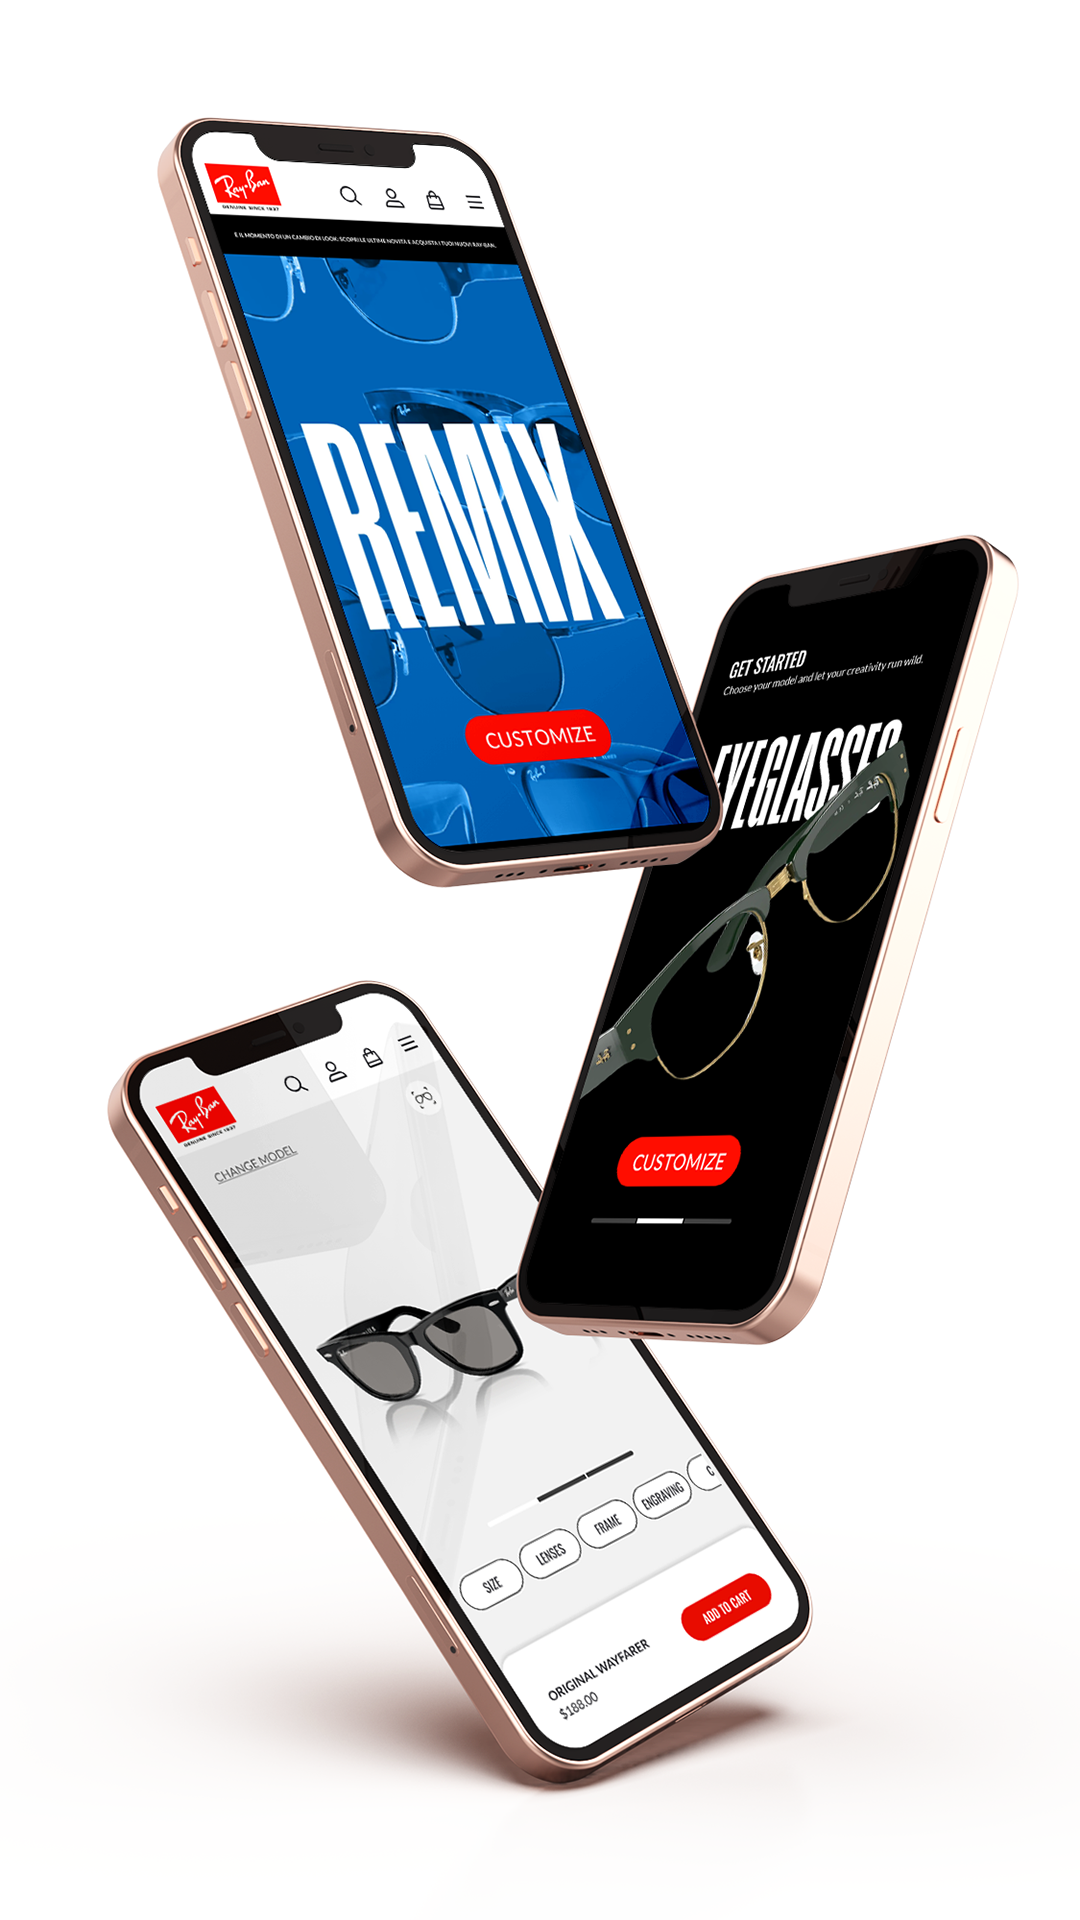 Ray-Ban
GENUINE SINCE 1937
È IL MOMENTO DI UN CAMBIO DI LOOK. SCOPRI LE ULTIME NOVITÀ E ACQUISTA I TUOI NUOVI RAY-BAN.
REMIX
CUSTOMIZE
GET STARTED
Choose your model and let your creativity run wild.
EYEGLASSES
Ray-Ban
CUSTOMIZE
Ray-Ban
GENUINE SINCE 1937
CHANGE MODEL
SIZE
LENSES
FRAME
ENGRAVING
C
ADD TO CART
ORIGINAL WAYFARER
$188.00